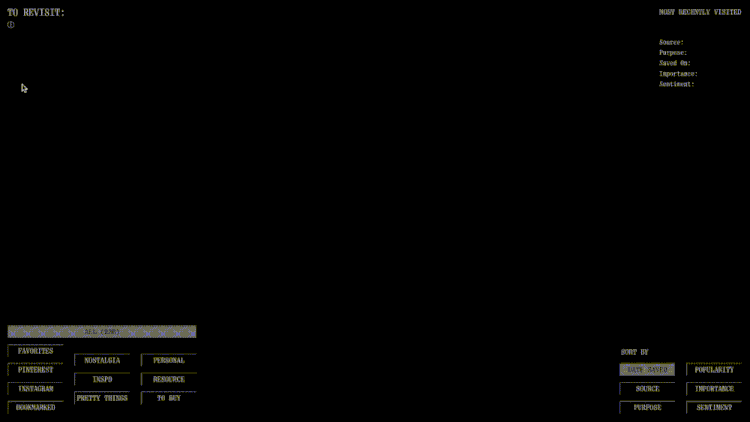 TO REVISIT:
MOST RECENTLY VISITED
Source:
Purpose:
Saved On:
Importance:
Sentiment:
FAVORITES
NOSTALGIA
PERSONAL
PINTEREST
INSPO
RESOURCE
INSTAGRAM
PRETTY THINGS
TO BUY
BOOKMARKED
SORT BY
DATE SAVED
POPULARITY
SOURCE
IMPORTANCE
PURPOSE
SENTIMENT